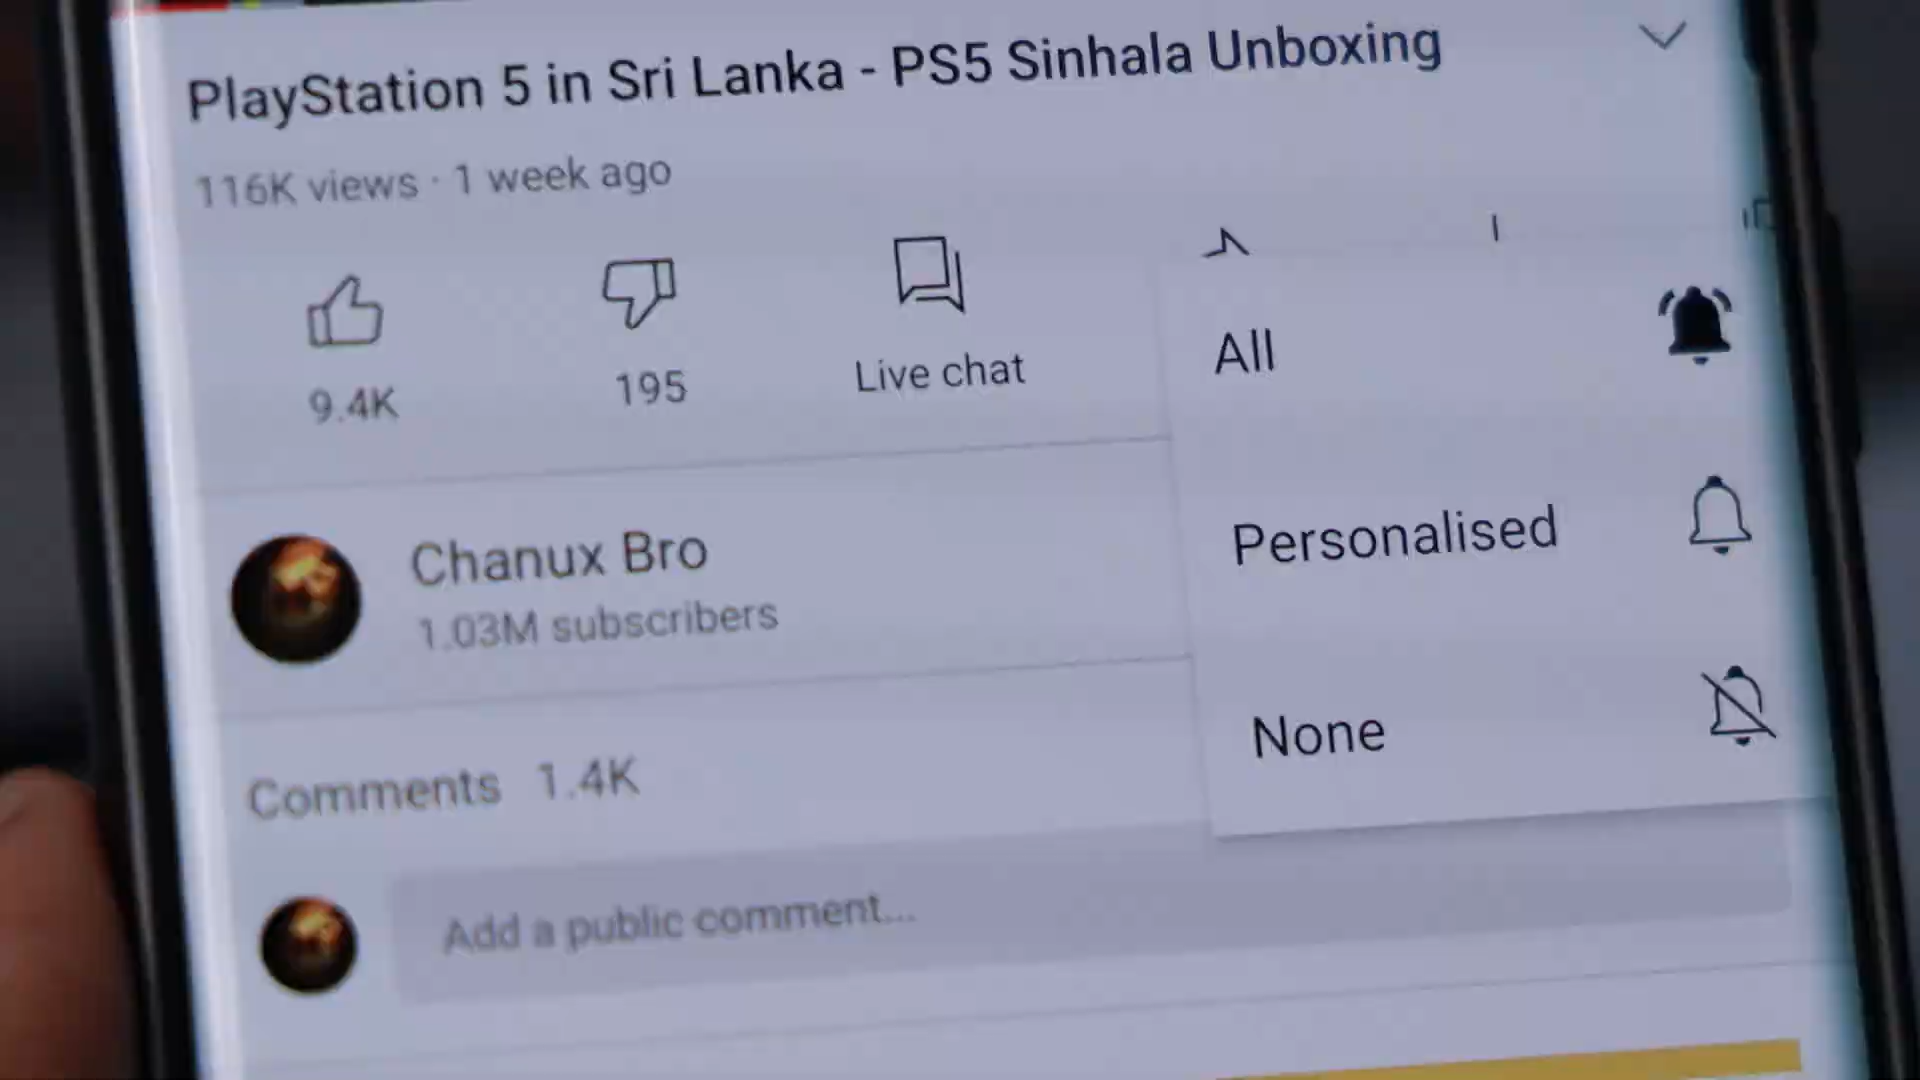 PlayStation 5 in Sri Lanka - PS5 Sinhala Unboxing
116K views · 1 week ago
9.4K
195
Live chat
All
Personalised
None
Chanux Bro
1.03M subscribers
Comments 1.4K
Add a public comment...